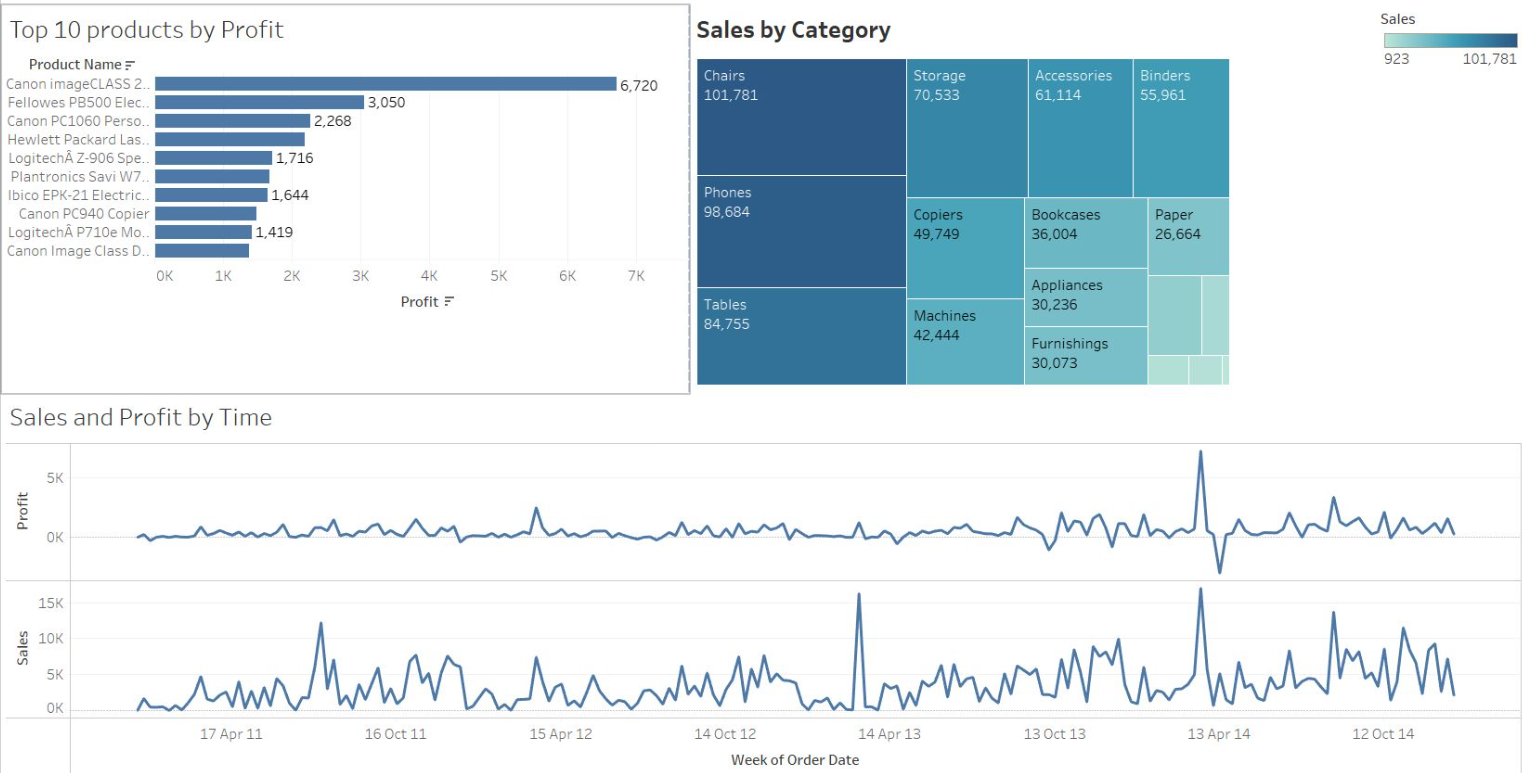 Top 10 products by Profit
Product Name
Canon imageCLASS 2..
6,720
Fellowes PB500 Elec..
3,050
Canon PC1060 Perso..
2,268
Hewlett Packard Las..
LogitechÂ Z-906 Spe..
1,716
Plantronics Savi W7..
Ibico EPK-21 Electric..
1,644
Canon PC940 Copier
LogitechÂ P710e Mo..
1,419
Canon Image Class D..
0K 1K 2K 3K 4K 5K 6K 7K
Profit
Sales by Category
Chairs
101,781
Phones
98,684
Tables
84,755
Storage
70,533
Accessories
61,114
Binders
55,961
Copiers
49,749
Machines
42,444
Bookcases
36,004
Appliances
30,236
Furnishings
30,073
Paper
26,664
Sales
923 101,781
Sales and Profit by Time
Profit
5K
0K
Sales
15K
10K
5K
0K
17 Apr 11 16 Oct 11 15 Apr 12 14 Oct 12 14 Apr 13 13 Oct 13 13 Apr 14 12 Oct 14
Week of Order Date